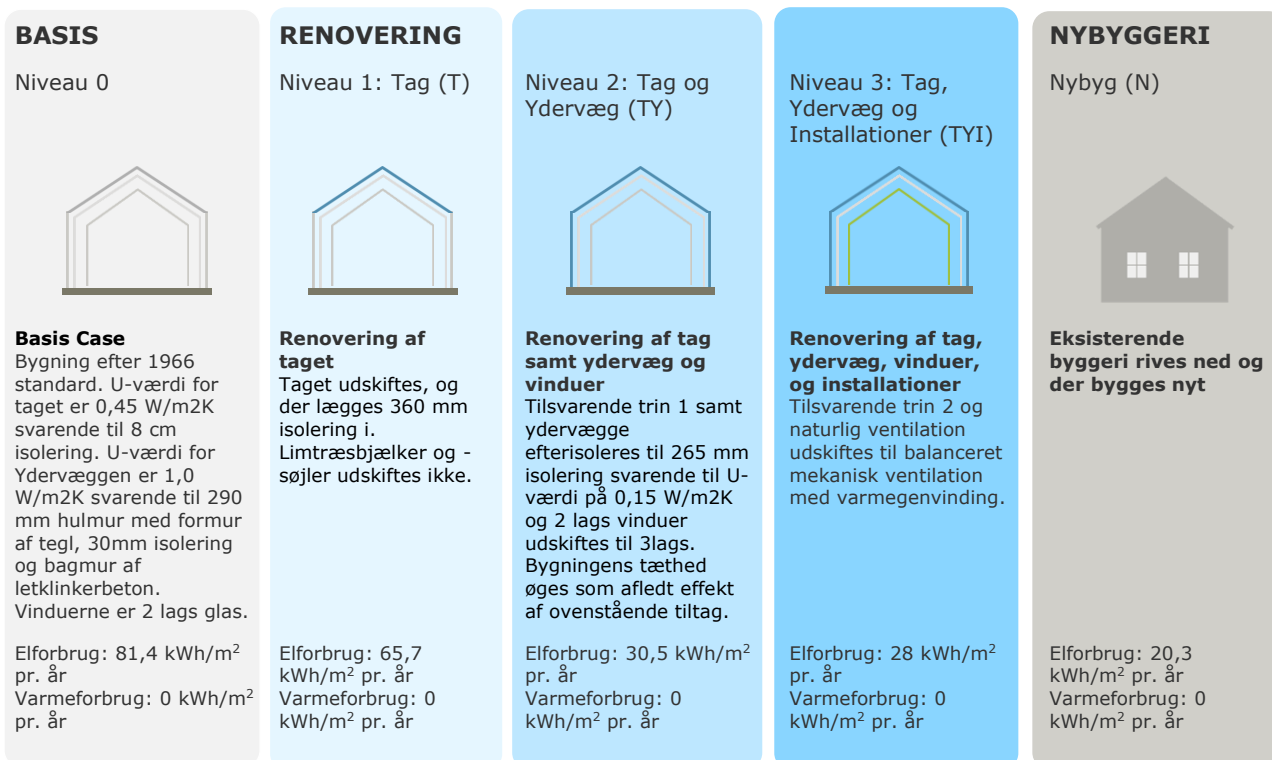 BASIS
Niveau 0
Basis Case
Bygning efter 1966
standard. U-værdi for
taget er 0,45 W/m2K
svarende til 8 cm
isolering. U-værdi for
Ydervæggen er 1,0
W/m2K svarende til 290
mm hulmur med formur
af tegl, 30mm isolering
og bagmur af
letklinkerbeton.
Vinduerne er 2 lags glas.
Elforbrug: 81,4 kWh/m²
pr. år
Varmeforbrug: 0 kWh/m²
pr. år
RENOVERING
Niveau 1: Tag (T)
Renovering af
taget
Taget udskiftes, og
der lægges 360 mm
isolering i.
Limtræsbjælker og -
søjler udskiftes ikke.
Elforbrug: 65,7
kWh/m² pr. år
Varmeforbrug: 0
kWh/m² pr. år
Niveau 2: Tag og
Ydervæg (TY)
Renovering af tag
samt ydervæg og
vinduer
Tilsvarende trin 1 samt
ydervægge
efterisoleres til 265 mm
isolering svarende til U-
værdi på 0,15 W/m2K
og 2 lags vinduer
udskiftes til 3lags.
Bygningens tæthed
øges som afledt effekt
af ovenstående tiltag.
Elforbrug: 30,5 kWh/m²
pr. år
Varmeforbrug: 0
kWh/m² pr. år
Niveau 3: Tag,
Ydervæg og
Installationer (TYI)
Renovering af tag,
ydervæg, vinduer,
og installationer
Tilsvarende trin 2 og
naturlig ventilation
udskiftes til balanceret
mekanisk ventilation
med varmegenvinding.
Elforbrug: 28 kWh/m²
pr. år
Varmeforbrug: 0
kWh/m² pr. år
NYBYGGERI
Nybyg (N)
Eksisterende
byggeri rives ned og
der bygges nyt
Elforbrug: 20,3
kWh/m² pr. år
Varmeforbrug: 0
kWh/m² pr. år